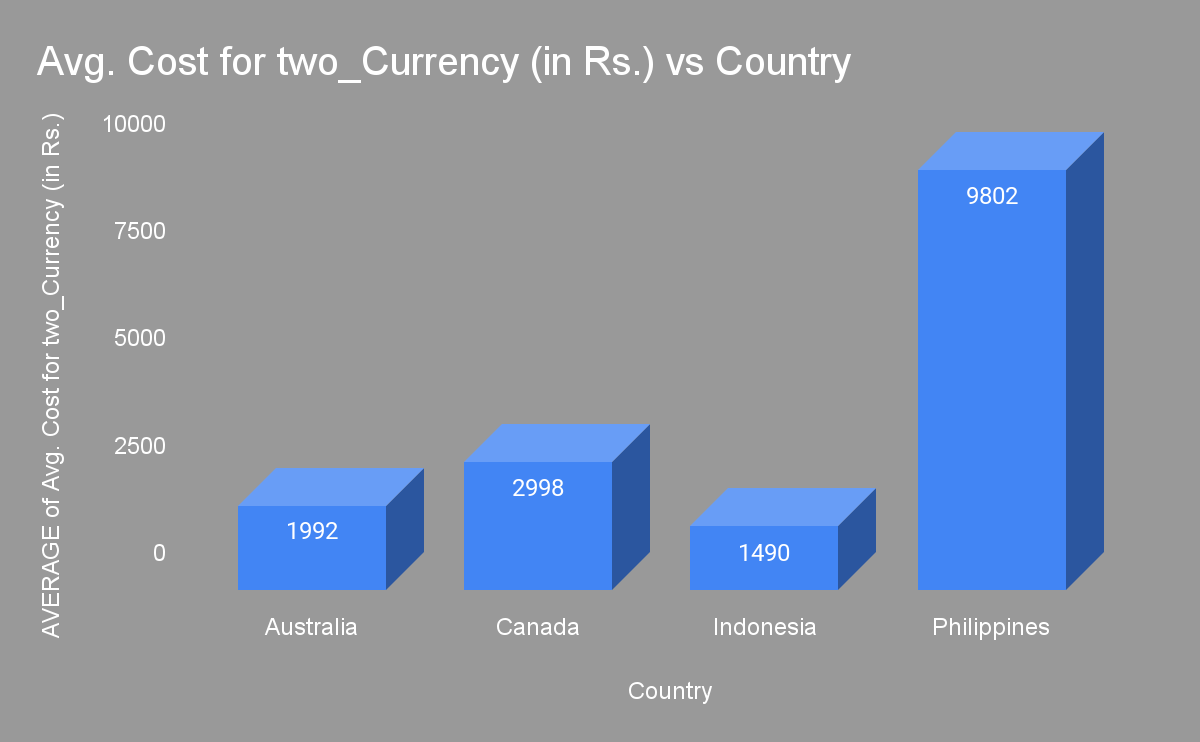 Avg. Cost for two_Currency (in Rs.) vs Country
AVERAGE of Avg. Cost for two_Currency (in Rs.)
10000
7500
5000
2500
0
1992
2998
1490
9802
Australia
Canada
Indonesia
Philippines
Country